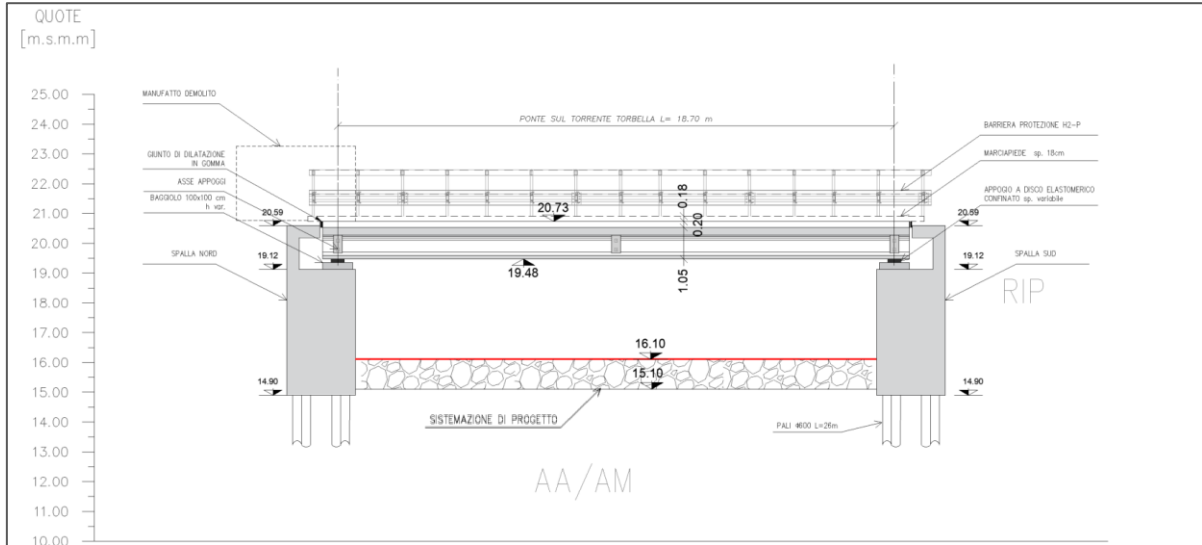 QUOTE
[m.s.m.m]
25.00
24.00
23.00
22.00
21.00
20.00
19.00
18.00
17.00
16.00
15.00
14.00
13.00
12.00
11.00
10.00
MANUFATTO DEMOLITO
GIUNTO DI DILATAZIONE
IN GOMMA
ASSE APPOGGI
BAGGIOLO 100x100 cm
h var.
20.59
SPALLA NORD
19.12
14.90
PONTE SUL TORRENTE TORBELLA L= 18,70 m
20.73
0.18
0.20
19.48
1.05
16.10
15.10
SISTEMAZIONE DI PROGETTO
AA/AM
BARRIERA PROTEZIONE H2-P
MARCIAPIEDE sp. 18cm
APPOGIO A DISCO ELASTOMERICO
CONFINATO sp. variabile
20.59
19.12
SPALLA SUD
RIP
14.90
PALI Φ600 L=26m